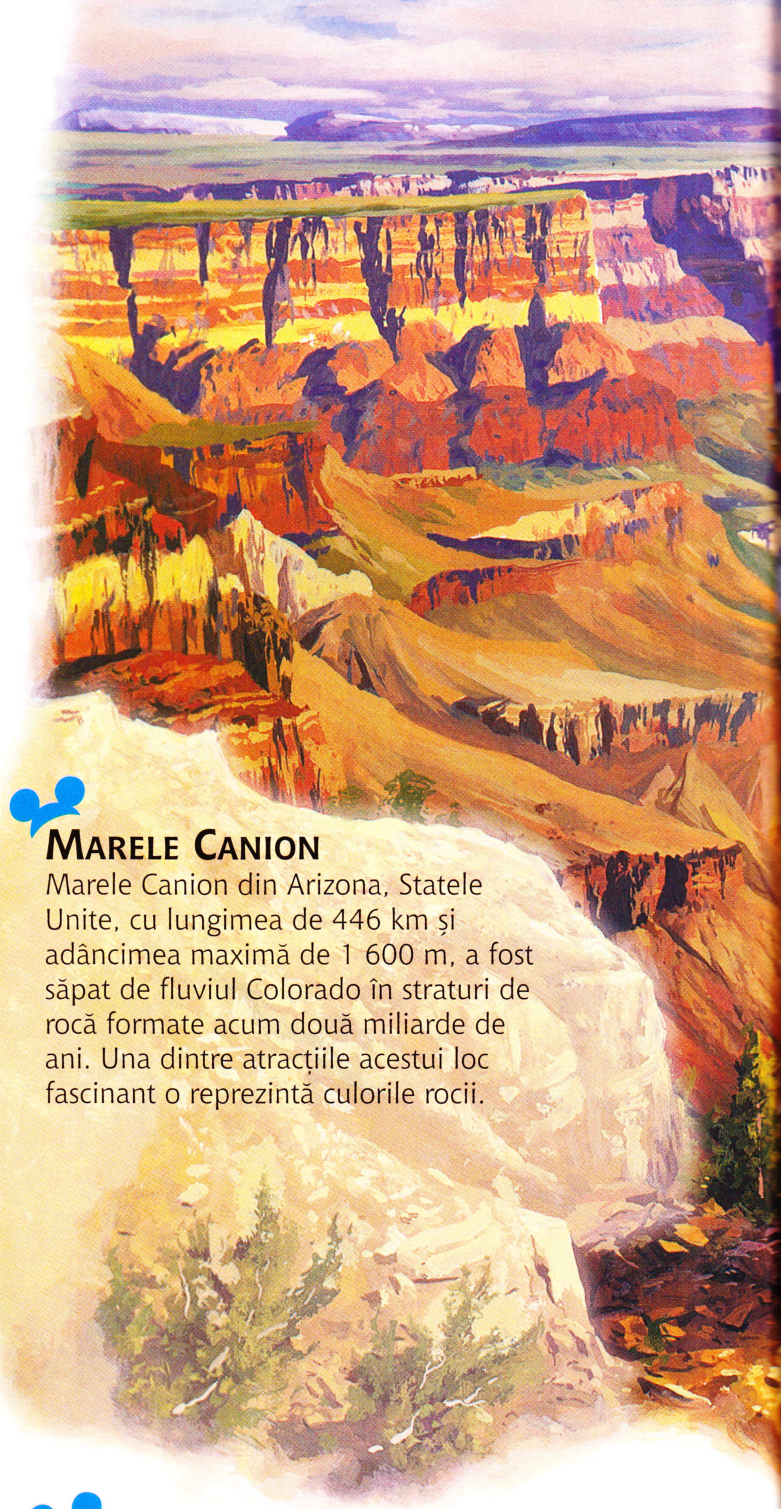 MARELE CANION
Marele Canion din Arizona, Statele
Unite, cu lungimea de 446 km și
adâncimea maximă de 1 600 m, a fost
săpat de fluviul Colorado în straturi de
rocă formate acum două miliarde de
ani. Una dintre atracțiile acestui loc
fascinant o reprezintă culorile rocii.